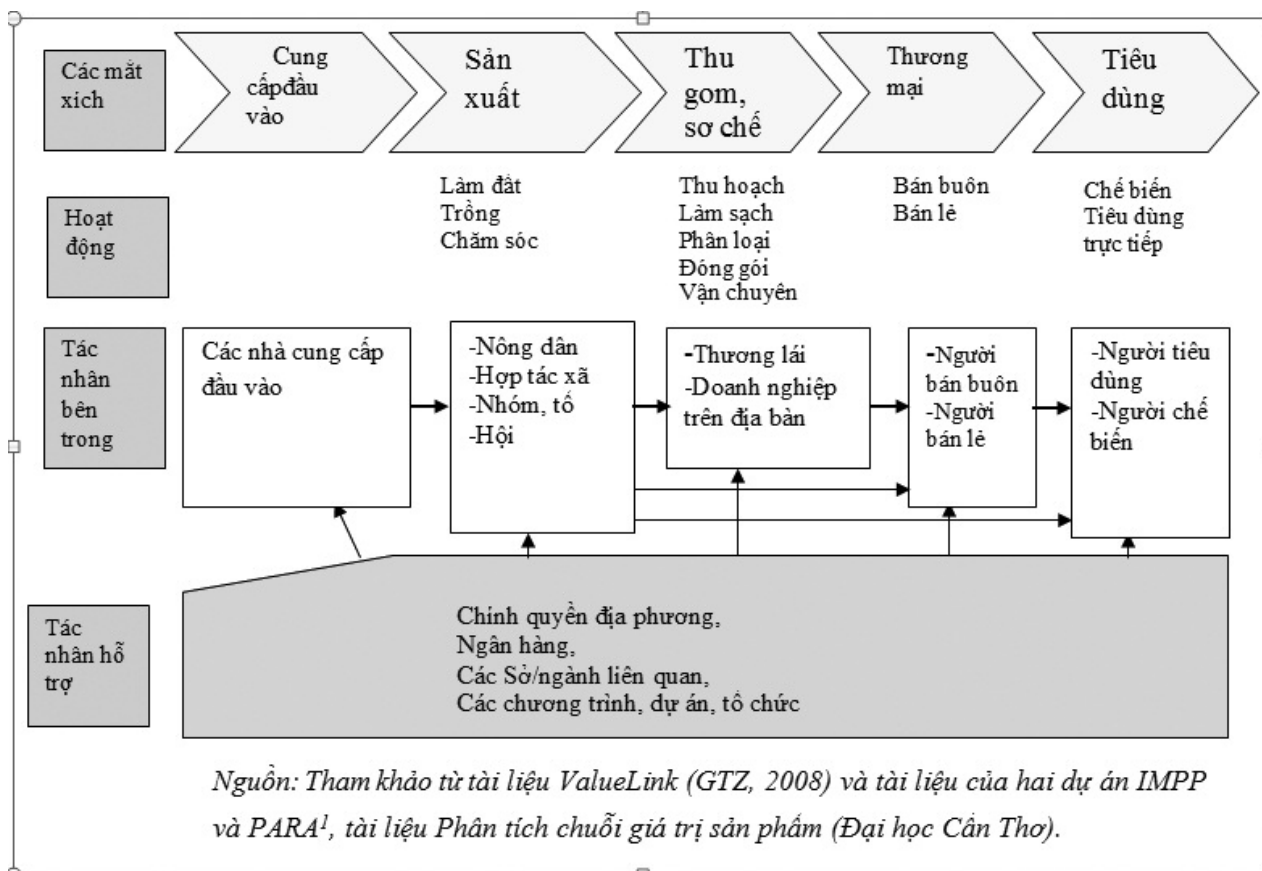 Các mắt
xích
Cung
cấpđầu
vào
Sản
xuất
Thu
gom,
sơ chế
Thương
mại
Tiêu
dùng
Hoạt
động
Làm đất
Trồng
Chăm sóc
Thu hoạch
Làm sạch
Phân loại
Đóng gói
Vận chuyên
Bán buôn
Bán lẻ
Chế biến
Tiêu dùng
trực tiếp
Tác
nhân
bên
trong
Các nhà cung cấp
đầu vào
-Nông dân
-Hợp tác xã
-Nhóm, tổ
-Hội
-Thương lái
-Doanh nghiệp
trên địa bàn
-Người
bán buôn
-Người
bán lẻ
-Người tiêu
dùng
-Người chế
biến
Tác
nhân hỗ
trợ
Chính quyền địa phương,
Ngân hàng,
Các Sở/ngành liên quan,
Các chương trình, dự án, tổ chức
Nguồn: Tham khảo từ tài liệu ValueLink (GTZ, 2008) và tài liệu của hai dự án IMPP
và PARA¹, tài liệu Phân tích chuỗi giá trị sản phẩm (Đại học Cần Thơ).